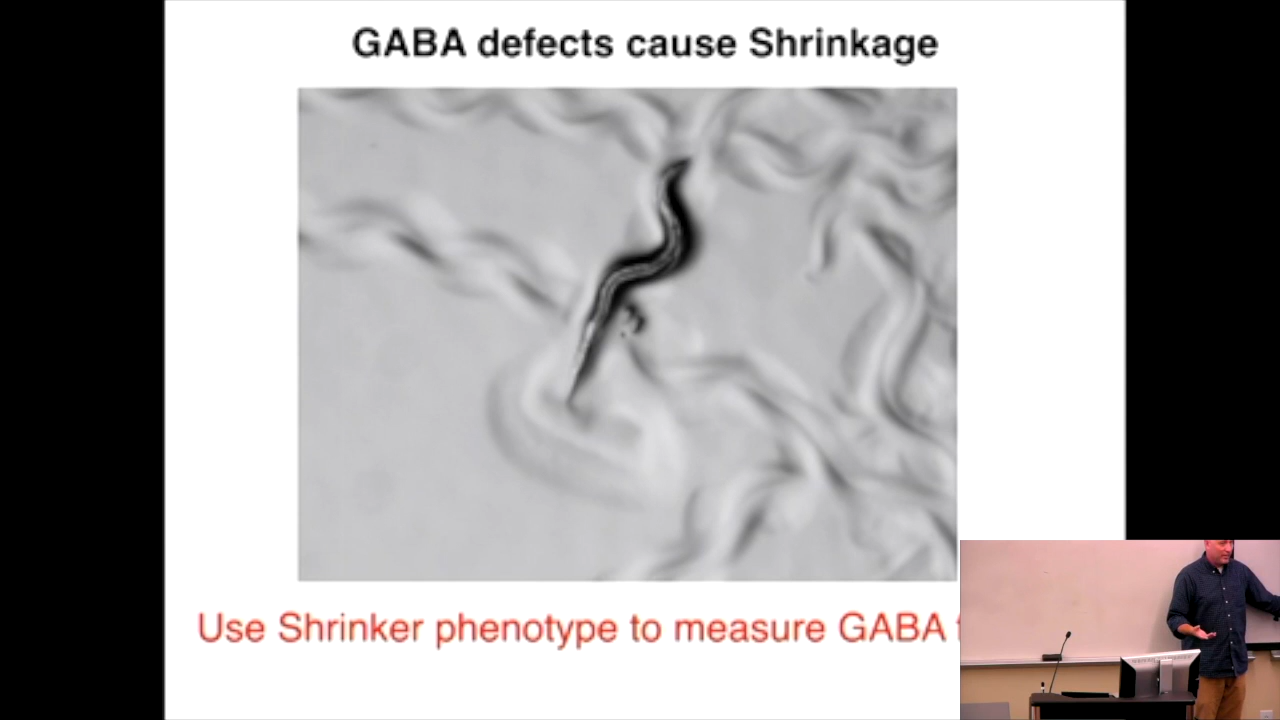 GABA defects cause Shrinkage
Use Shrinker phenotype to measure GABA